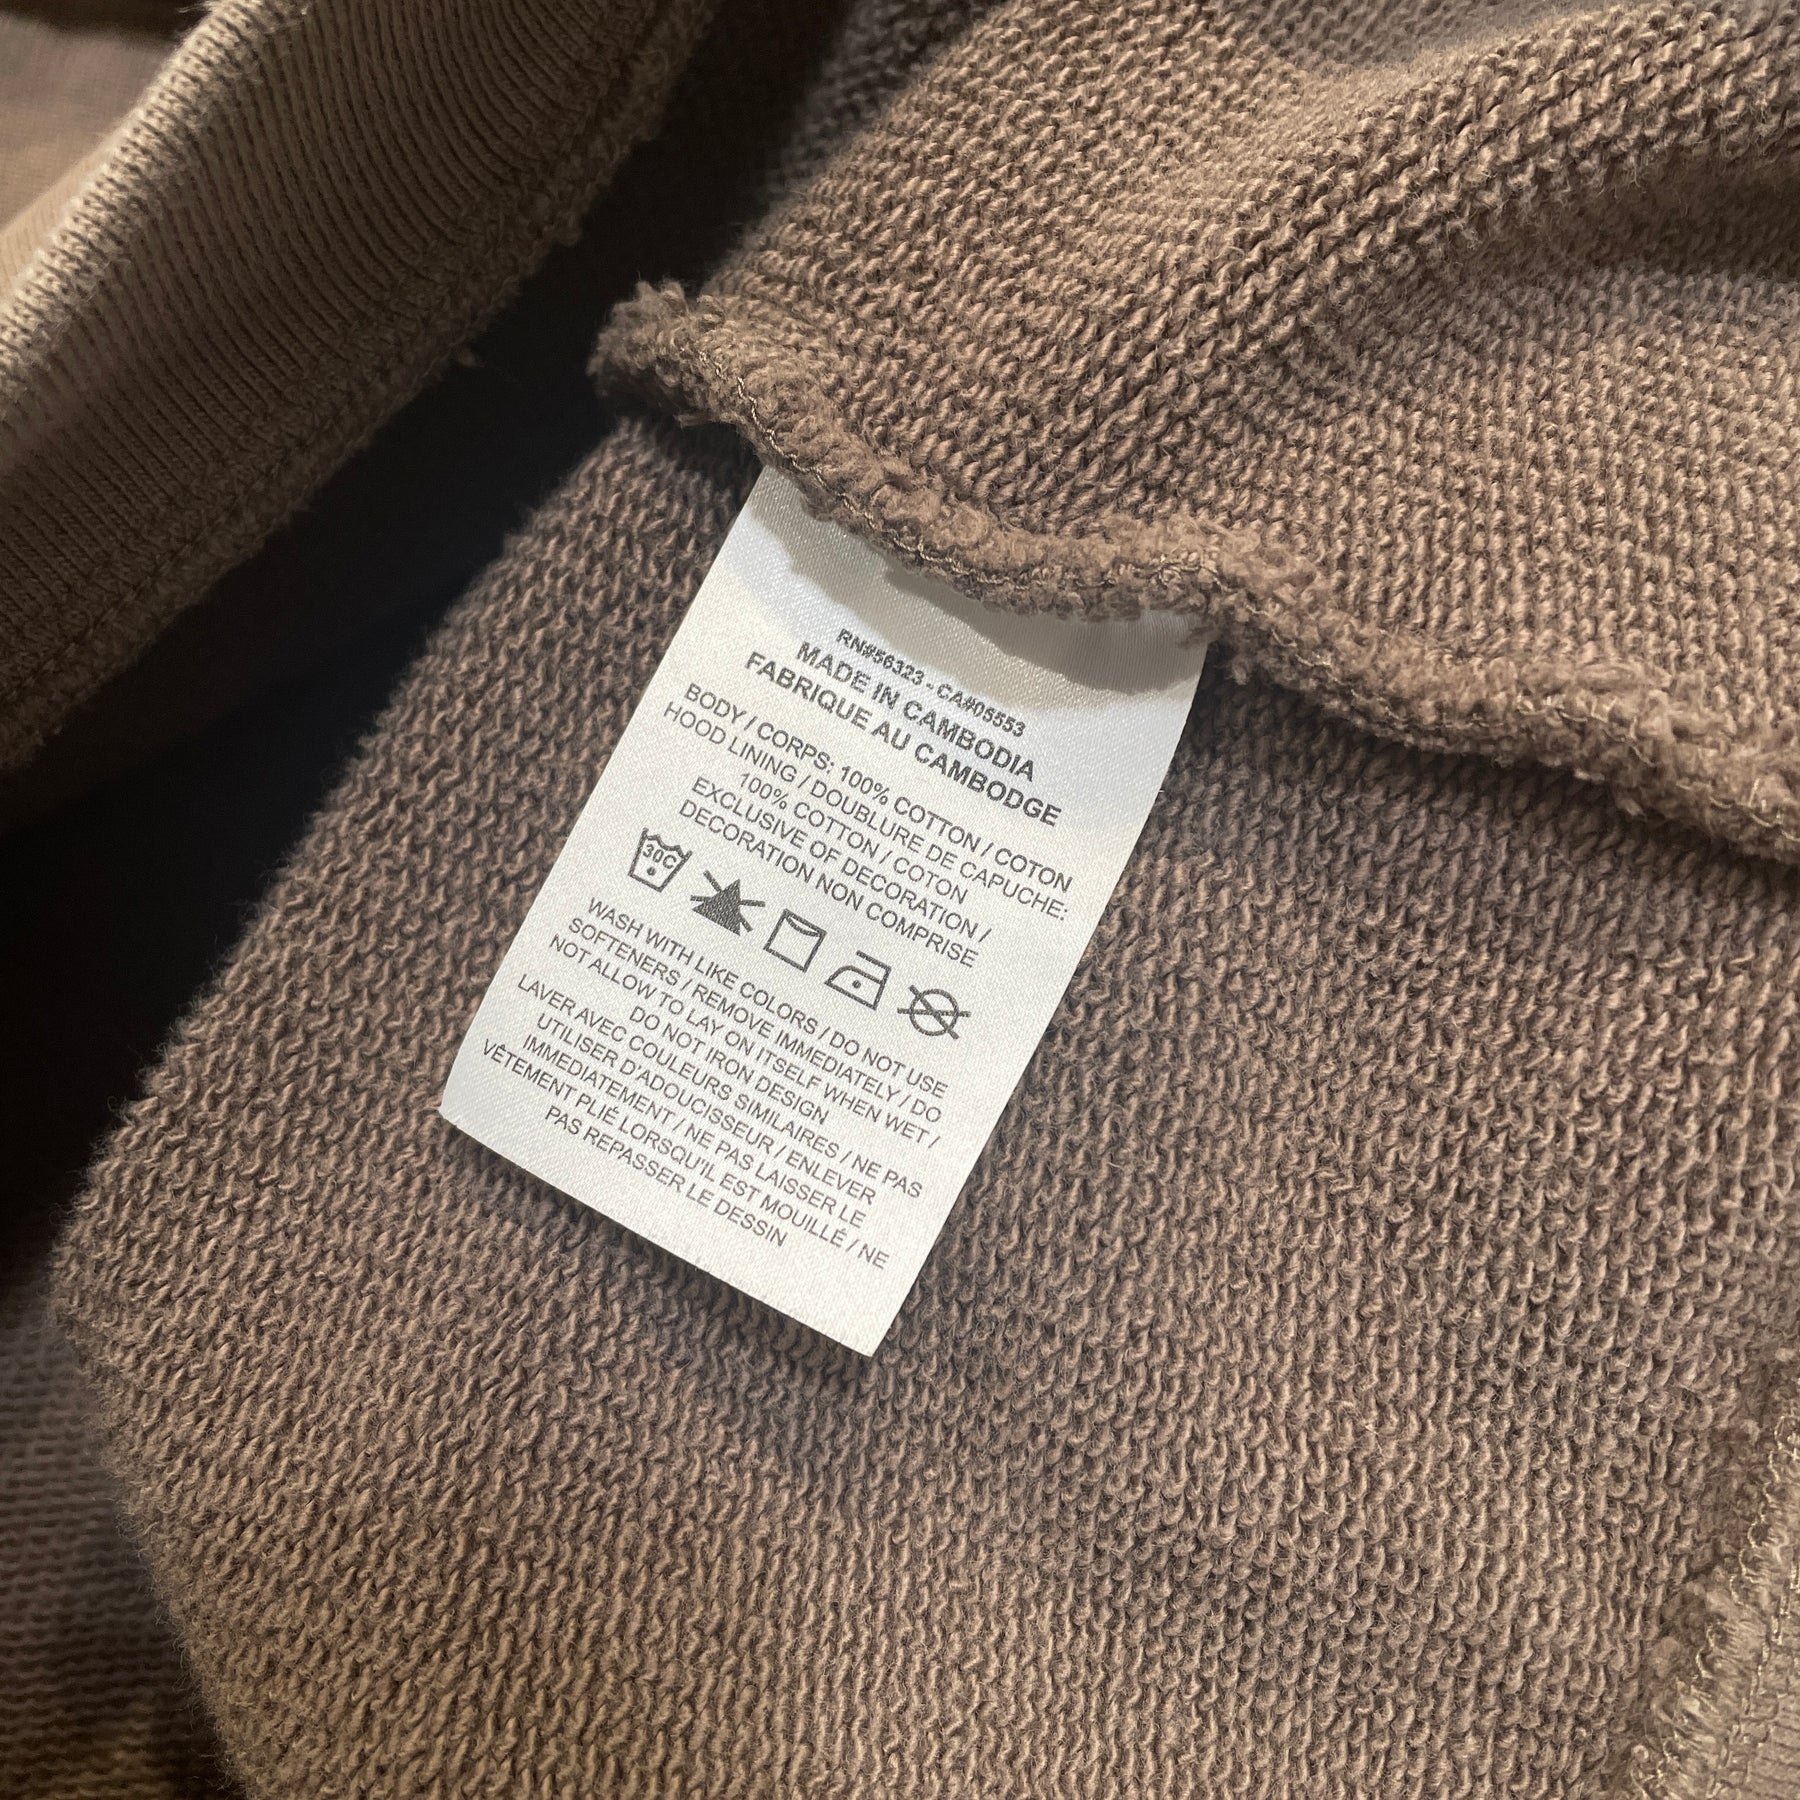 RN#56323 - CA#05553
MADE IN CAMBODIA
FABRIQUE AU CAMBODGE
BODY / CORPS: 100% COTTON / COTON
HOOD LINING / DOUBLURE DE CAPUCHE:
100% COTTON / COTON
EXCLUSIVE OF DECORATION /
DECORATION NON COMPRISE
30C
WASH WITH LIKE COLORS / DO NOT USE
SOFTENERS / REMOVE IMMEDIATELY / DO
NOT ALLOW TO LAY ON ITSELF WHEN WET /
DO NOT IRON DESIGN
LAVER AVEC COULEURS SIMILAIRES / NE PAS
UTILISER D'ADOUCISSEUR / ENLEVER
IMMEDIATEMENT / NE PAS LAISSER LE
VÊTEMENT PLIÉ LORSQU'IL EST MOUILLÉ / NE
PAS REPASSER LE DESSIN